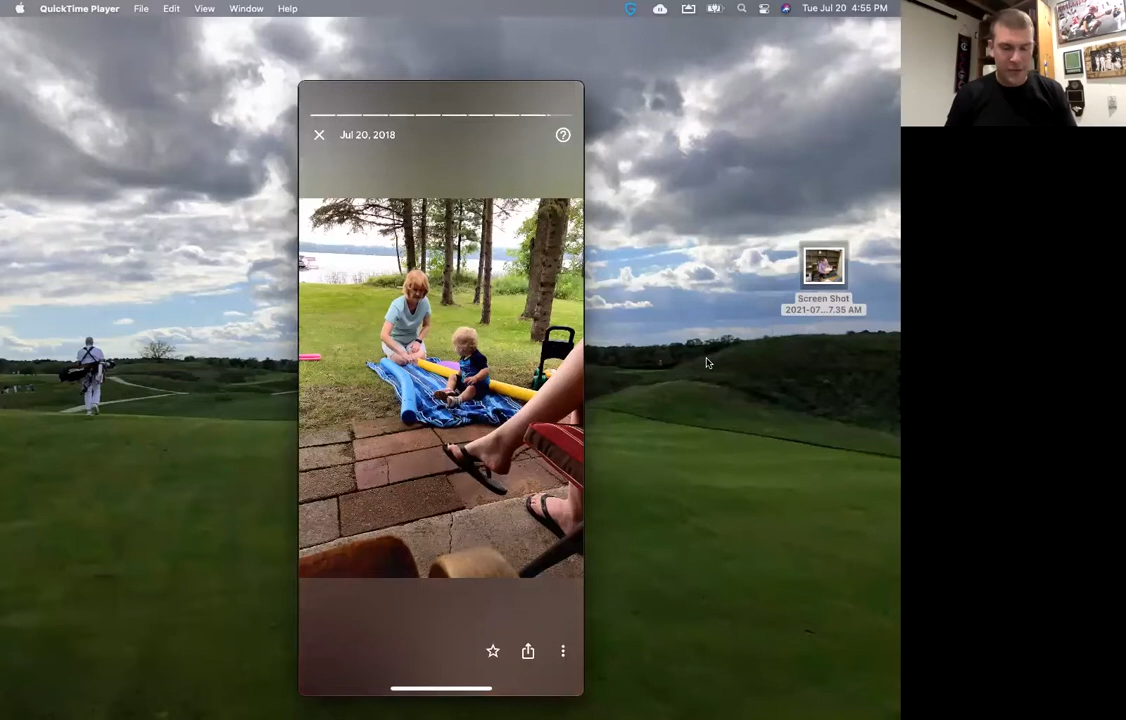 QuickTime Player File Edit View Window Help Tue Jul 20 4:55 PM
Jul 20, 2018
Screen Shot
2021-07...7.35 AM